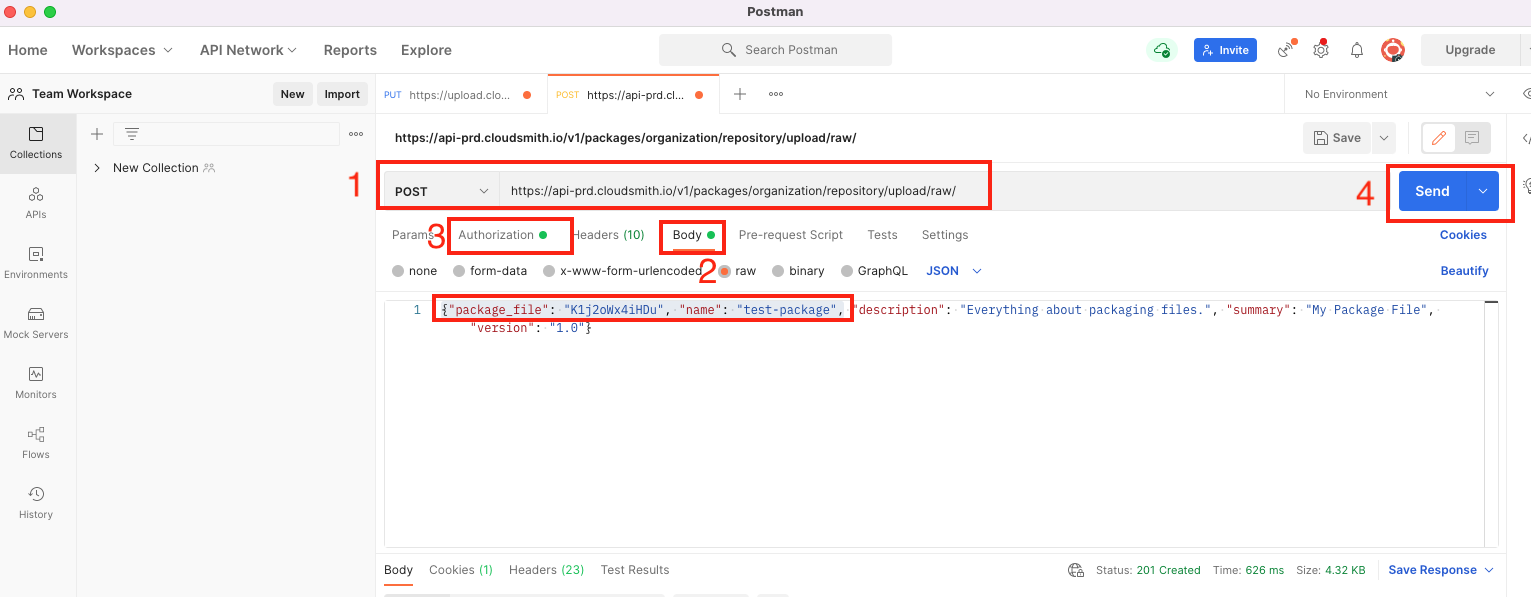 Postman
Home Workspaces API Network Reports Explore Search Postman Invite Upgrade
Team Workspace New Import PUT https://upload.clo... POST https://api-prd.cl... No Environment
Collections
New Collection
https://api-prd.cloudsmith.io/v1/packages/organization/repository/upload/raw/ Save
1 POST https://api-prd.cloudsmith.io/v1/packages/organization/repository/upload/raw/ 4 Send
APIs
Params 3 Authorization Headers (10) Body Pre-request Script Tests Settings Cookies
none form-data x-www-form-urlencoded 2 raw binary GraphQL JSON Beautify
Environments
1 {"package_file": "K1j2oWx4iHDu", "name": "test-package", "description": "Everything about packaging files.", "summary": "My Package File",
"version": "1.0"}
Mock Servers
Monitors
Flows
History
Body Cookies (1) Headers (23) Test Results Status: 201 Created Time: 626 ms Size: 4.32 KB Save Response